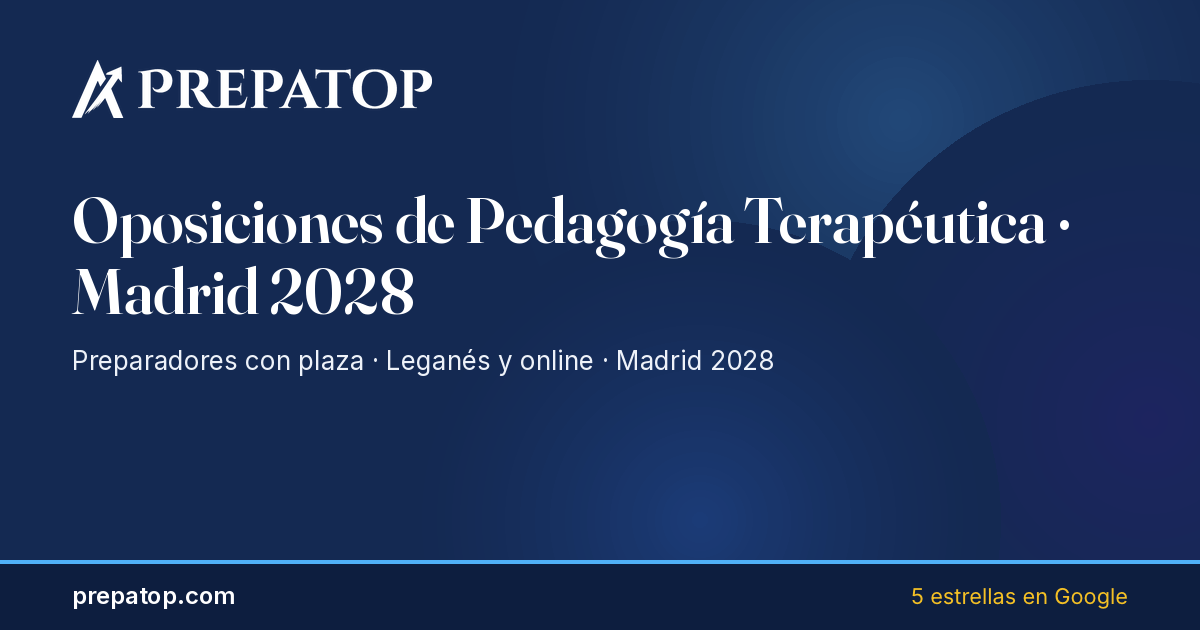 PREPATOP
Oposiciones de Pedagogía Terapéutica ·
Madrid 2028
Preparadores con plaza · Leganés y online · Madrid 2028
prepatop.com
5 estrellas en Google